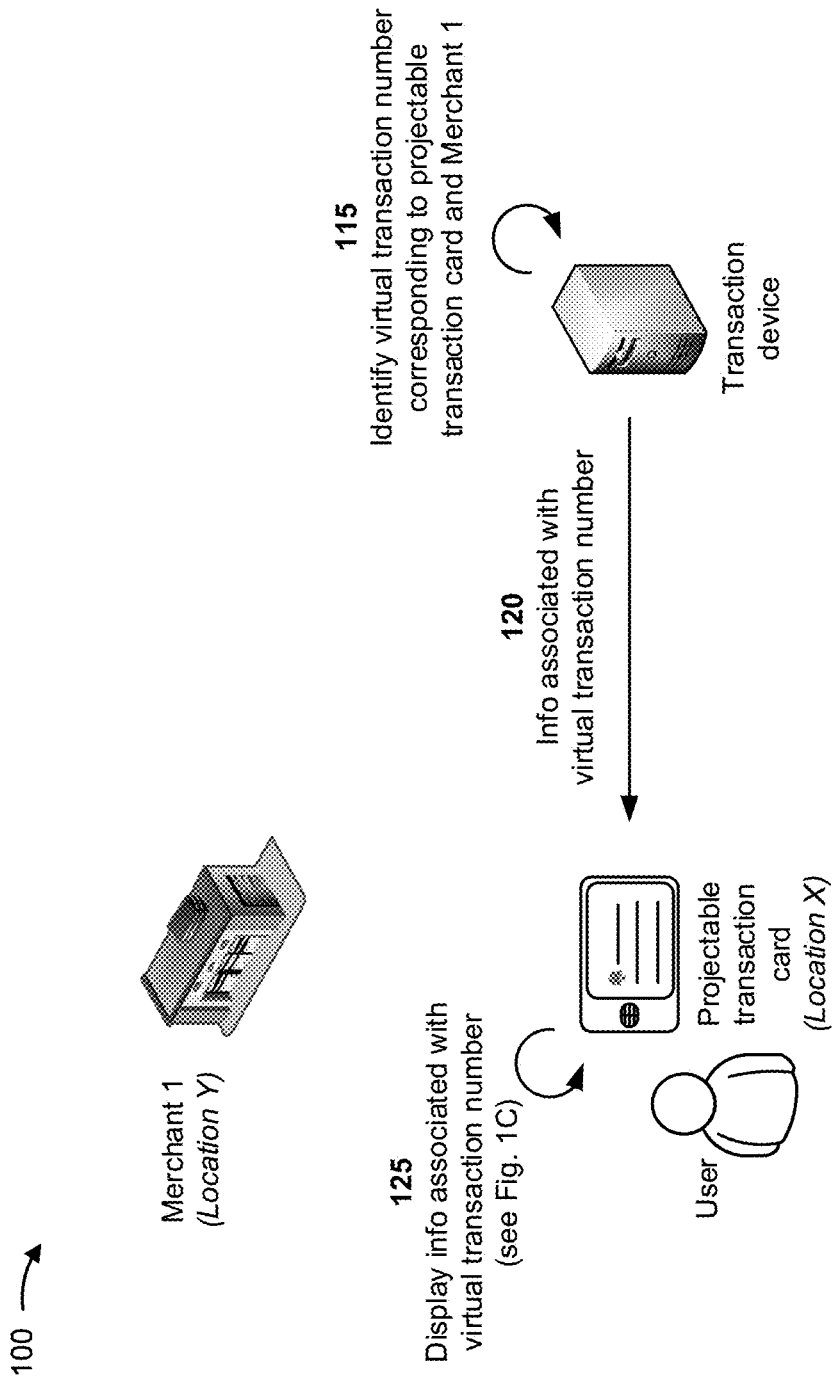 100
Merchant 1
(Location Y)
115
Identify virtual transaction number
corresponding to projectable
transaction card and Merchant 1
125
Display info associated with
virtual transaction number
(see Fig. 1C)
120
Info associated with
virtual transaction number
User
Projectable
transaction
card
(Location X)
Transaction
device